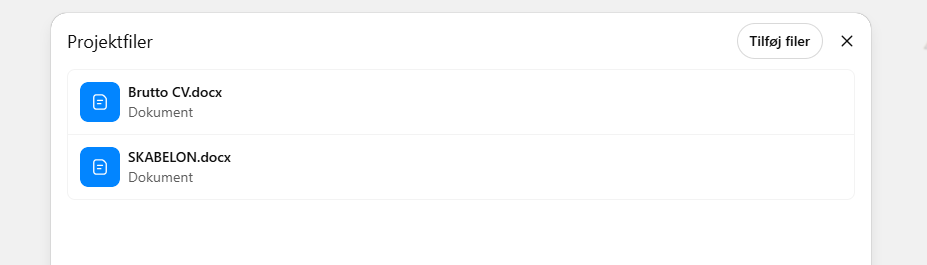 Projektfiler
Tilføj filer
Brutto CV.docx
Dokument
SKABELON.docx
Dokument